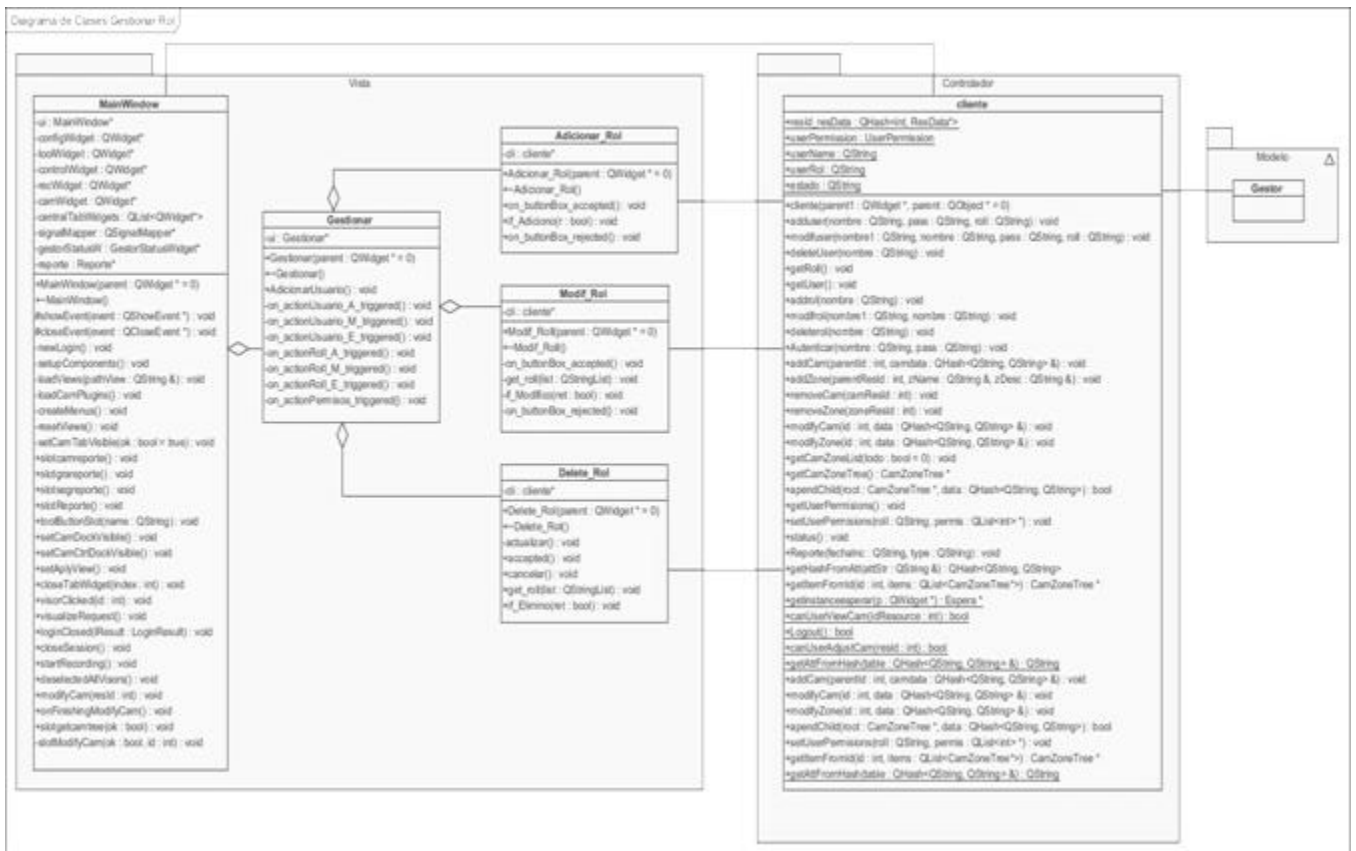 Diagrama de Clases Gestionar Rol
Vista
MainWindow
-ui : MainWindow*
-configWidget : QWidget*
-toolWidget : QWidget*
-controlWidget : QWidget*
-recWidget : QWidget*
-camWidget : QWidget*
-centralTabWidgets : QList<QWidget*>
-signalMapper : QSignalMapper*
-gestorStatusW : GestorStatusWidget*
-reporte : Reporte*
+MainWindow(parent : QWidget * = 0)
+~MainWindow()
#showEvent(event : QShowEvent *) : void
#closeEvent(event : QCloseEvent *) : void
-newLogin() : void
-setupComponents() : void
-loadViews(pathView : QString &) : void
-loadCamPlugins() : void
-createMenus() : void
-resetViews() : void
-setCamTabVisible(ok : bool = true) : void
+slotcamreporte() : void
+slotgrareporte() : void
+slotsegreporte() : void
+slotReporte() : void
+toolButtonSlot(name : QString) : void
+setCamDockVisible() : void
+setCamCtrlDockVisible() : void
+setAplyView() : void
+closeTabWidget(index : int) : void
+visorClicked(id : int) : void
+visualizeRequest() : void
+loginClosed(lResult : LoginResult) : void
+closeSession() : void
+startRecording() : void
+deselectedAllVisors() : void
+modifyCam(resId : int) : void
+onFinishingModifyCam() : void
+slotgetcamtree(ok : bool) : void
-slotModifyCam(ok : bool, id : int) : void
Gestionar
-ui : Gestionar*
+Gestionar(parent : QWidget * = 0)
+~Gestionar()
+AdicionarUsuario() : void
-on_actionUsuario_A_triggered() : void
-on_actionUsuario_M_triggered() : void
-on_actionUsuario_E_triggered() : void
-on_actionRoll_A_triggered() : void
-on_actionRoll_M_triggered() : void
-on_actionRoll_E_triggered() : void
-on_actionPermisos_triggered() : void
Adicionar_Rol
-cli : cliente*
+Adicionar_Rol(parent : QWidget * = 0)
+~Adicionar_Rol()
+on_buttonBox_accepted() : void
+if_Adiciono(r : bool) : void
+on_buttonBox_rejected() : void
Modif_Rol
-cli : cliente*
+Modif_Roll(parent : QWidget * = 0)
+~Modif_Roll()
-on_buttonBox_accepted() : void
-get_roll(list : QStringList) : void
-if_Modifico(ret : bool) : void
-on_buttonBox_rejected() : void
Delete_Rol
-cli : cliente*
+Delete_Rol(parent : QWidget * = 0)
+~Delete_Rol()
-actualizar() : void
+accepted() : void
+cancelar() : void
+get_roll(list : QStringList) : void
+if_Elimino(ret : bool) : void
Controlador
cliente
+resId_resData : QHash<int, ResData*>
+userPermission : UserPermission
+userName : QString
+userRol : QString
+estado : QString
+cliente(parent1 : QWidget *, parent : QObject * = 0)
+adduser(nombre : QString, pass : QString, roll : QString) : void
+modifuser(nombre1 : QString, nombre : QString, pass : QString, roll : QString) : void
+deleteUser(nombre : QString) : void
+getRoll() : void
+getUser() : void
+addrol(nombre : QString) : void
+modifrol(nombre1 : QString, nombre : QString) : void
+deleterol(nombre : QString) : void
+Autenticar(nombre : QString, pass : QString) : void
+addCam(parentId : int, camdata : QHash<QString, QString> &) : void
+addZone(parentResId : int, zName : QString &, zDesc : QString &) : void
+removeCam(camResId : int) : void
+removeZone(zoneResId : int) : void
+modifyCam(id : int, data : QHash<QString, QString> &) : void
+modifyZone(id : int, data : QHash<QString, QString> &) : void
+getCamZoneList(todo : bool = 0) : void
+getCamZoneTree() : CamZoneTree *
+apendChild(root : CamZoneTree *, data : QHash<QString, QString>) : bool
+getUserPermisions() : void
+setUserPermisions(roll : QString, permis : QList<int> *) : void
+status() : void
+Reporte(fechainc : QString, type : QString) : void
+getHashFromAtt(attStr : QString &) : QHash<QString, QString>
+getItemFromId(id : int, items : QList<CamZoneTree*>) : CamZoneTree *
+getInstanceesperar(p : QWidget *) : Espera *
+canUserViewCam(idResource : int) : bool
+Logout() : bool
+canUserAdjustCam(resId : int) : bool
+getAttFromHash(table : QHash<QString, QString> &) : QString
+addCam(parentId : int, camdata : QHash<QString, QString> &) : void
+modifyCam(id : int, data : QHash<QString, QString> &) : void
+modifyZone(id : int, data : QHash<QString, QString> &) : void
+apendChild(root : CamZoneTree *, data : QHash<QString, QString>) : bool
+setUserPermisions(roll : QString, permis : QList<int> *) : void
+getItemFromId(id : int, items : QList<CamZoneTree*>) : CamZoneTree *
+getAttFromHash(table : QHash<QString, QString> &) : QString
Modelo
Gestor